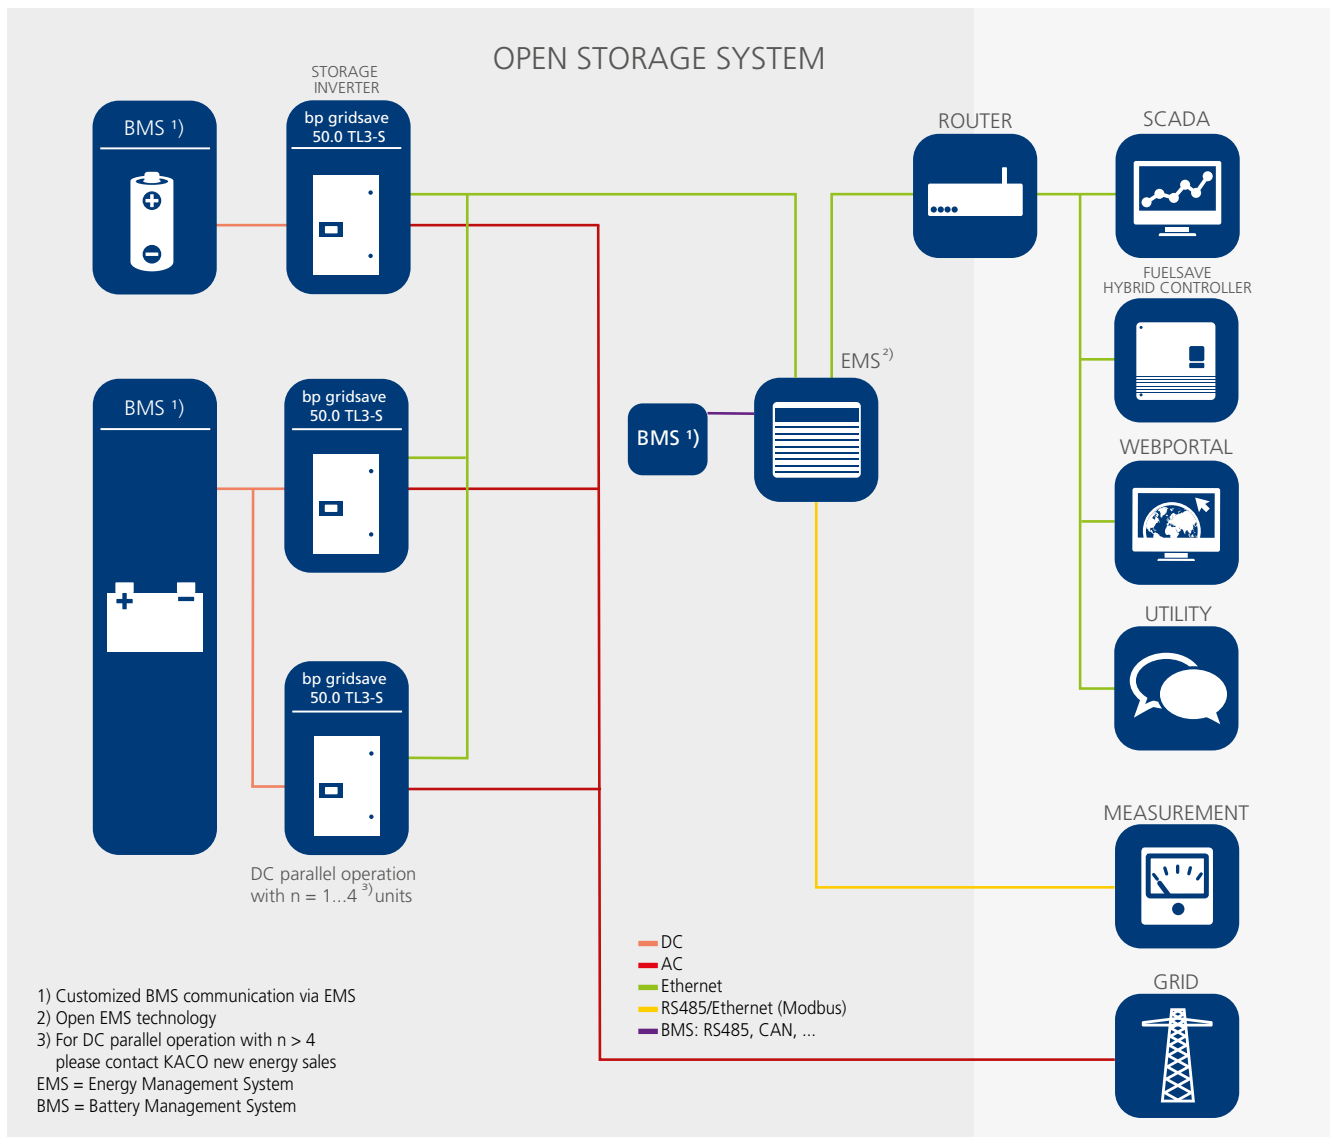 OPEN STORAGE SYSTEM
STORAGE
INVERTER
BMS ¹)
bp gridsave
50.0 TL3-S
ROUTER
SCADA
FUELSAVE
HYBRID CONTROLLER
EMS²)
BMS ¹)
bp gridsave
50.0 TL3-S
BMS ¹)
WEBPORTAL
UTILITY
bp gridsave
50.0 TL3-S
MEASUREMENT
DC parallel operation
with n = 1...4 ³) units
DC
AC
Ethernet
RS485/Ethernet (Modbus)
BMS: RS485, CAN, ...
GRID
1) Customized BMS communication via EMS
2) Open EMS technology
3) For DC parallel operation with n > 4
please contact KACO new energy sales
EMS = Energy Management System
BMS = Battery Management System